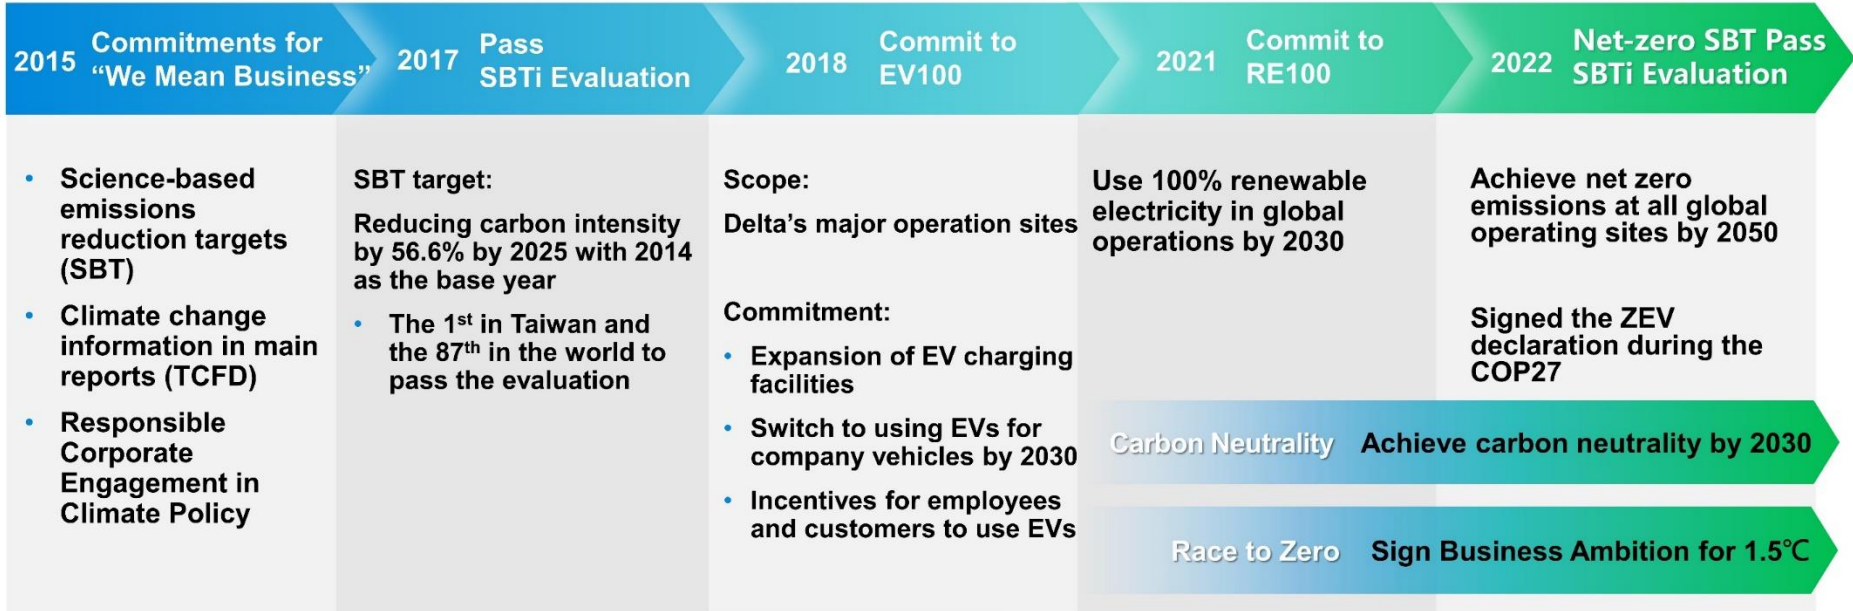 2015
Commitments for
“We Mean Business”
2017
Pass
SBTi Evaluation
2018
Commit to
EV100
2021
Commit to
RE100
2022
Net-zero SBT Pass
SBTi Evaluation
• Science-based
emissions
reduction targets
(SBT)
• Climate change
information in main
reports (TCFD)
• Responsible
Corporate
Engagement in
Climate Policy
SBT target:
Reducing carbon intensity
by 56.6% by 2025 with 2014
as the base year
• The 1st in Taiwan and
the 87th in the world to
pass the evaluation
Scope:
Delta’s major operation sites
Commitment:
• Expansion of EV charging
facilities
• Switch to using EVs for
company vehicles by 2030
• Incentives for employees
and customers to use EVs
Use 100% renewable
electricity in global
operations by 2030
Achieve net zero
emissions at all global
operating sites by 2050
Signed the ZEV
declaration during the
COP27
Carbon Neutrality Achieve carbon neutrality by 2030
Race to Zero Sign Business Ambition for 1.5℃